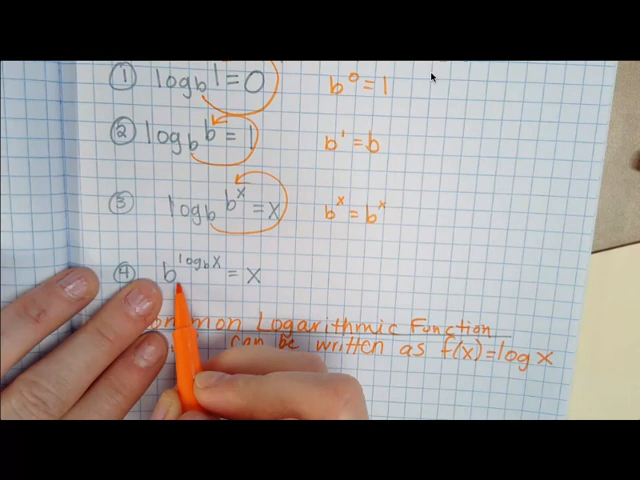 ① log_b 1 = 0 b^0 = 1
② log_b b = 1 b^1 = b
③ log_b b^x = x b^x = b^x
④ b^(log_b x) = x
Logarithmic Function
can be written as f(x) = log x